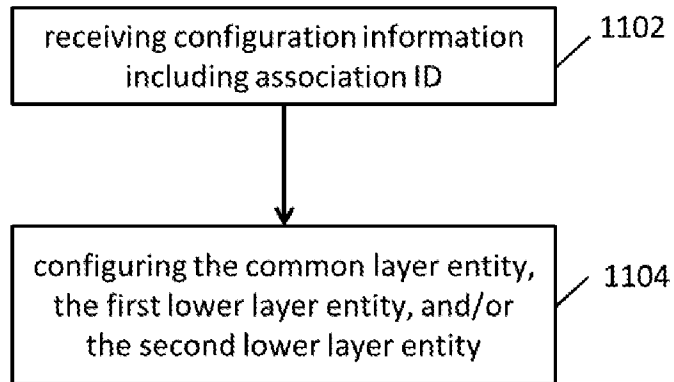 receiving configuration information
including association ID
1102
configuring the common layer entity,
the first lower layer entity, and/or
the second lower layer entity
1104